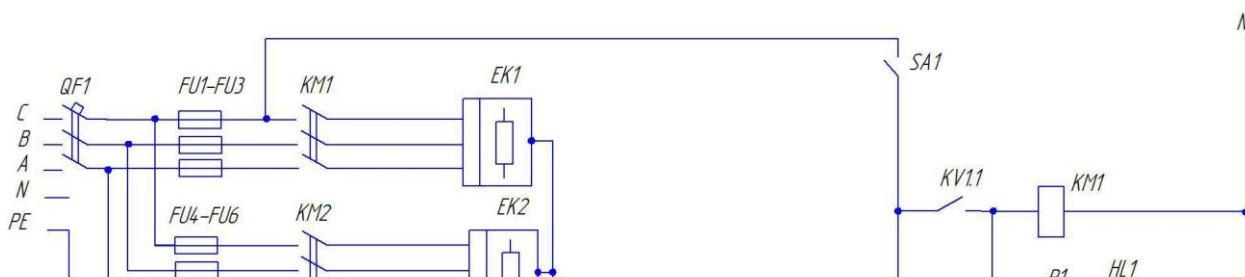 N
SA1
QF1 FU1-FU3 KM1 EK1
C
B
A
N
KV1.1 KM1
PE FU4-FU6 KM2 EK2
HL1